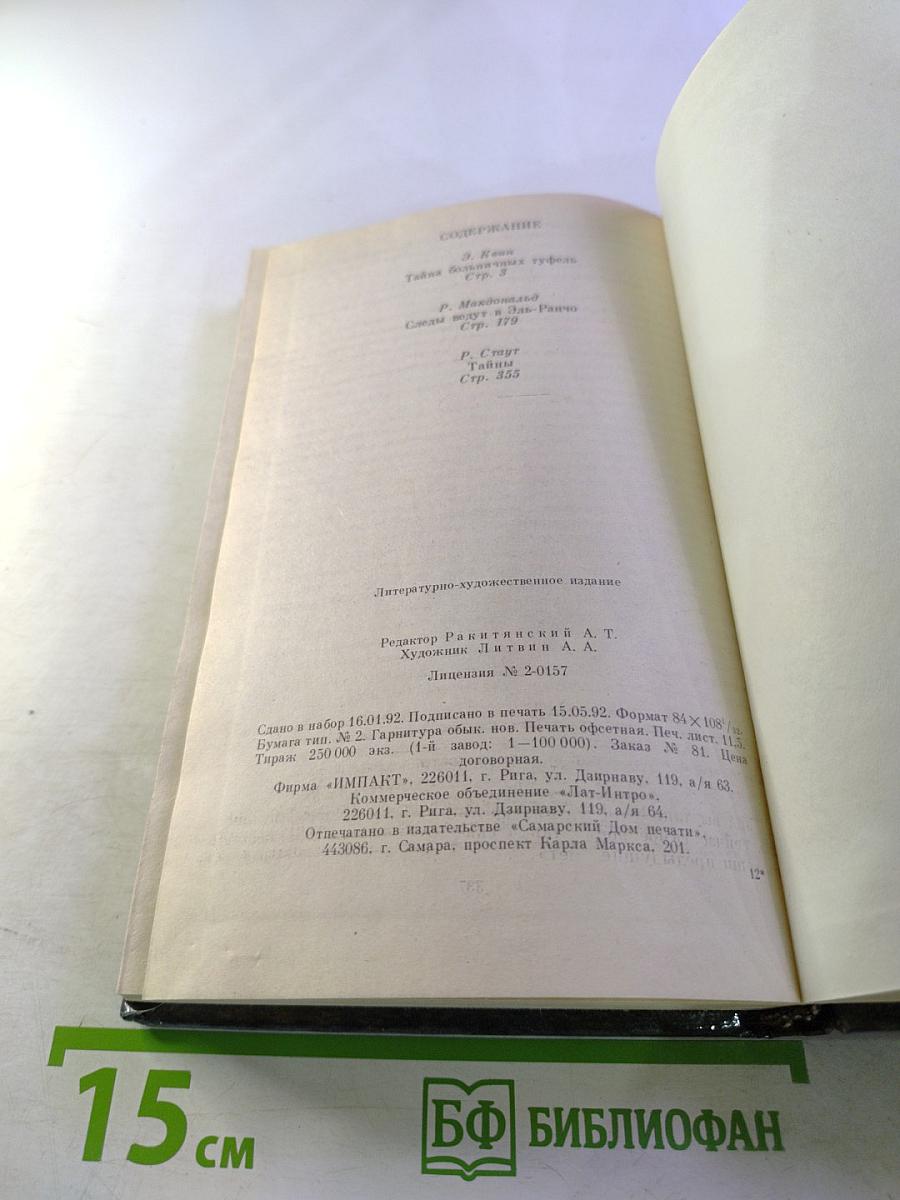 СОДЕРЖАНИЕ
Э. Квин
Тайна больничных туфель
Стр. 3
Р. Макдональд
Следы ведут в Эль-Ранчо
Стр. 179
Р. Стаут
Тайны
Стр. 355
Литературно-художественное издание
Редактор Ракитянский А. Т.
Художник Литвин А. А.
Лицензия № 2-0157
Сдано в набор 16.01.92. Подписано в печать 15.05.92. Формат 84×108¹/₃₂.
Бумага тип. № 2. Гарнитура обык. нов. Печать офсетная. Печ. лист. 11,5.
Тираж 250 000 экз. (1-й завод: 1—100 000). Заказ № 81. Цена
договорная.
Фирма «ИМПАКТ», 226011, г. Рига, ул. Дзирнаву, 119, а/я 63.
Коммерческое объединение «Лат-Интро»,
226011, г. Рига, ул. Дзирнаву, 119, а/я 64.
Отпечатано в издательстве «Самарский Дом печати»,
443086, г. Самара, проспект Карла Маркса, 201.
12*
15 см
БФ БИБЛИОФАН